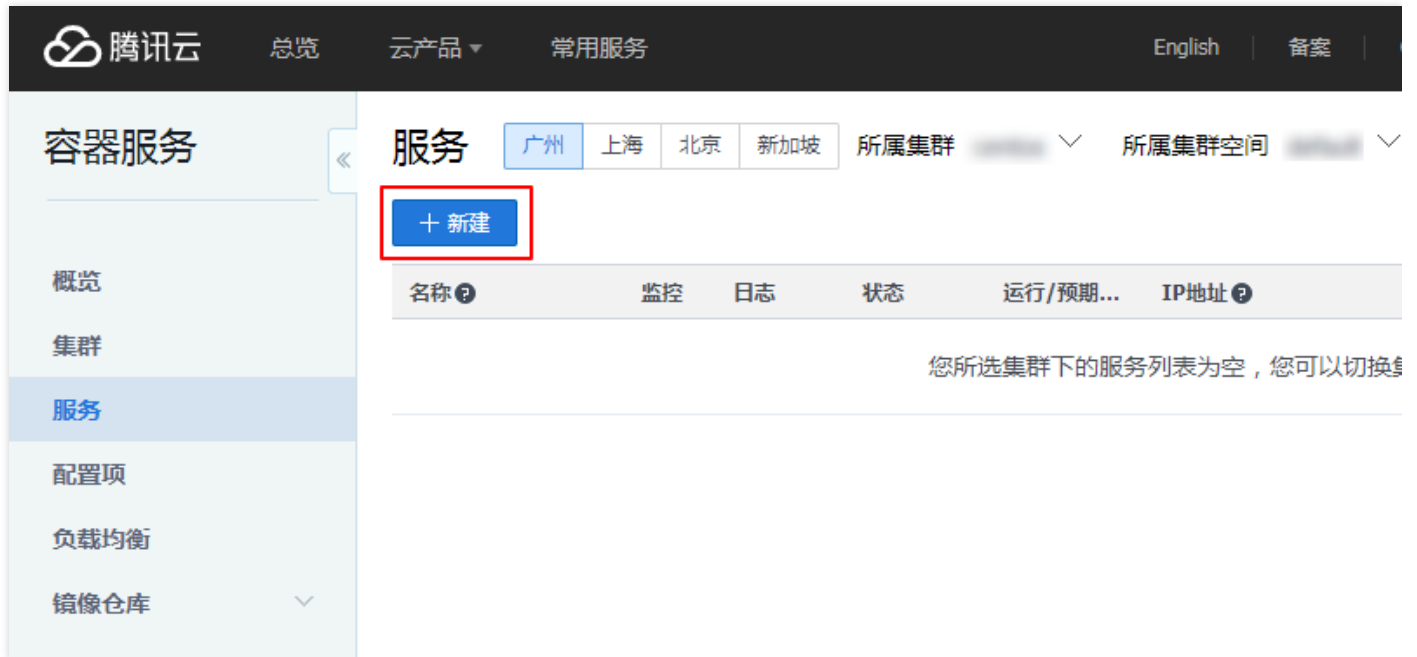 腾讯云 总览 云产品 常用服务 English 备案
容器服务 服务 广州 上海 北京 新加坡 所属集群 所属集群空间
+ 新建
名称 监控 日志 状态 运行/预期... IP地址
您所选集群下的服务列表为空，您可以切换
概览
集群
服务
配置项
负载均衡
镜像仓库